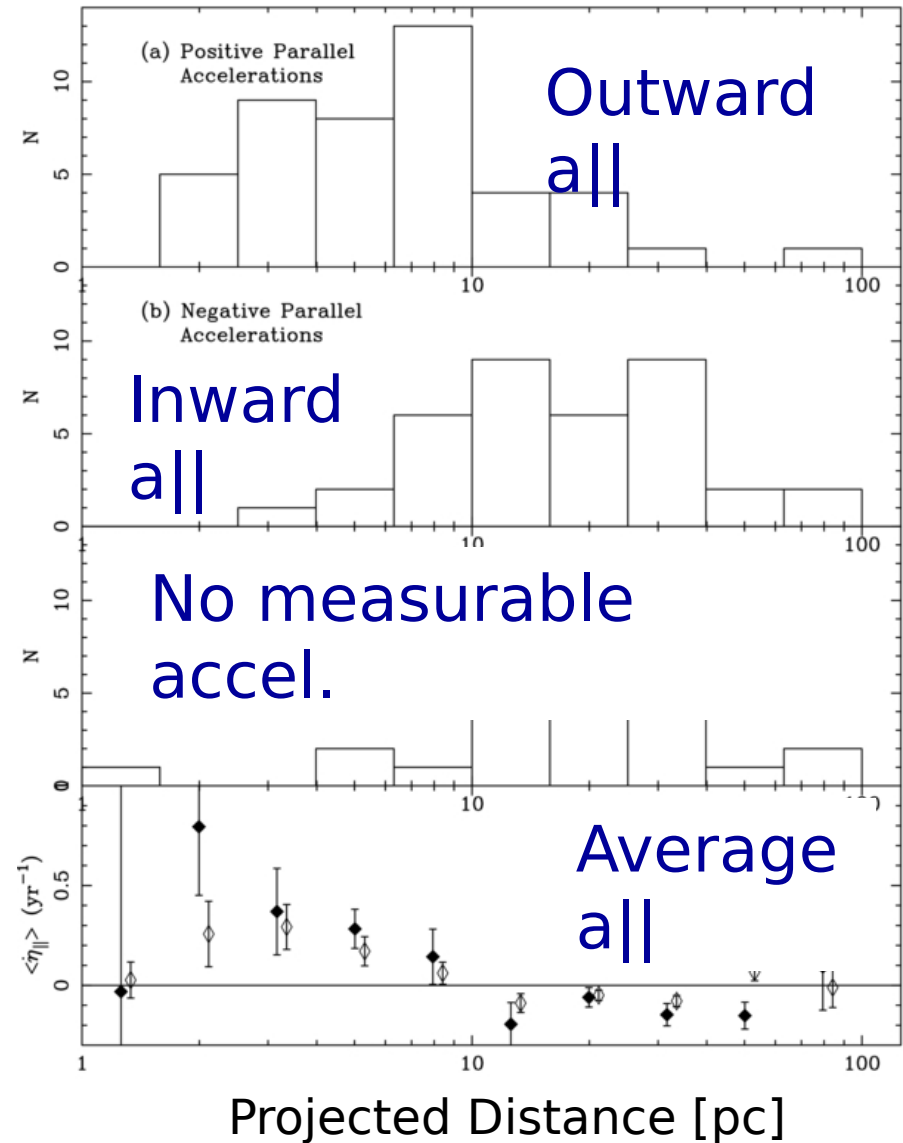 (a) Positive Parallel
Accelerations
Outward
a||
N
10
5
0
1
10
100
(b) Negative Parallel
Accelerations
Inward
a||
N
10
5
0
1
10
100
No measurable
accel.
N
10
5
0
1
10
Average
a||
<η̇||> (yr⁻¹)
0.5
0
1
10
100
Projected Distance [pc]